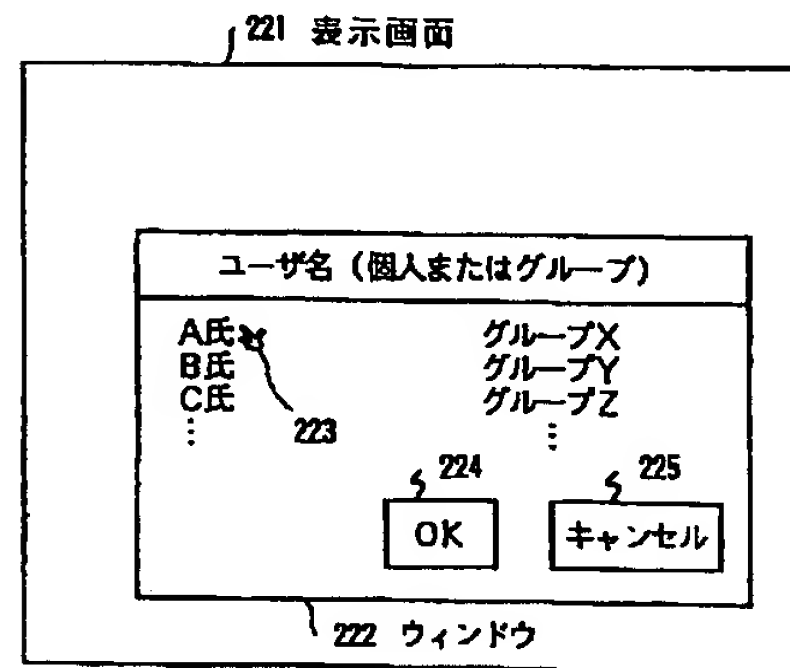 221 表示画面
ユーザ名(個人またはグループ)
A氏 グループX
B氏 グループY
C氏 グループZ
⋮ ⋮
223
224 225
OK キャンセル
222 ウィンドウ